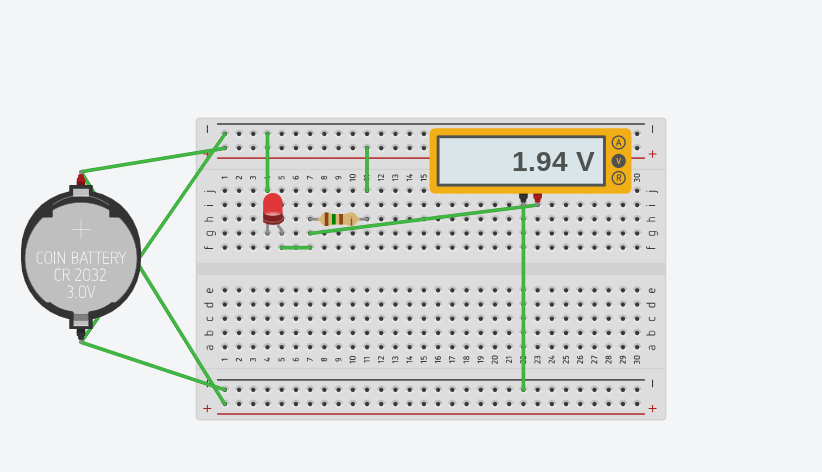 1.94 V
A
V
R
− −
+ +
1 2 3 4 5 6 7 8 9 10 11 12 13 14 15 30
j j
i i
h h
g g
f f
COIN BATTERY
CR 2032
3.0V
e e
d d
c c
b b
a a
1 2 3 4 5 6 7 8 9 10 11 12 13 14 15 16 17 18 19 20 21 22 23 24 25 26 27 28 29 30
− −
+ +